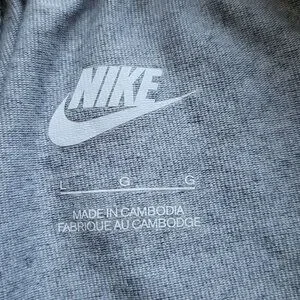 NIKE
L G G
MADE IN CAMBODIA
FABRIQUE AU CAMBODGE